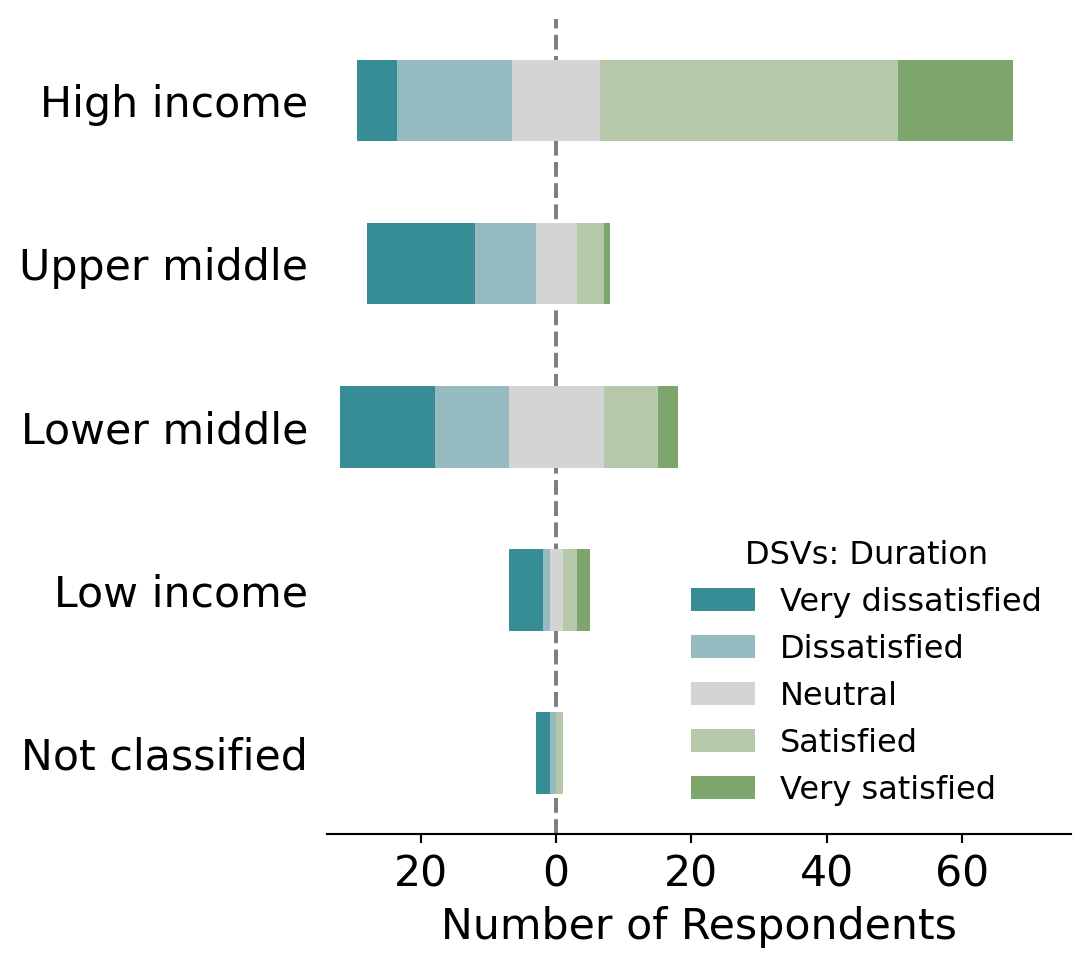 High income
Upper middle
Lower middle
Low income
Not classified
DSVs: Duration
Very dissatisfied
Dissatisfied
Neutral
Satisfied
Very satisfied
20 0 20 40 60
Number of Respondents